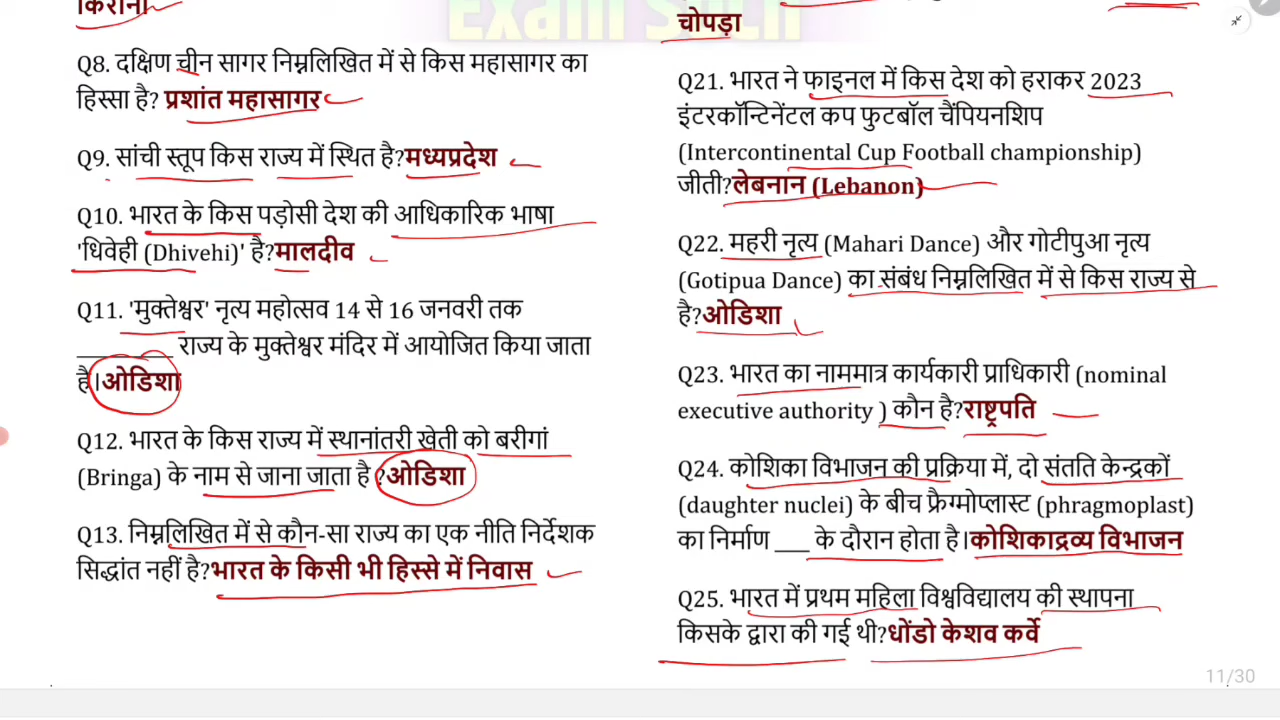 किराना
Q8. दक्षिण चीन सागर निम्नलिखित में से किस महासागर का
हिस्सा है? प्रशांत महासागर
Q9. सांची स्तूप किस राज्य में स्थित है?मध्यप्रदेश
Q10. भारत के किस पड़ोसी देश की आधिकारिक भाषा
'धिवेही (Dhivehi)' है?मालदीव
Q11. 'मुक्तेश्वर' नृत्य महोत्सव 14 से 16 जनवरी तक
________ राज्य के मुक्तेश्वर मंदिर में आयोजित किया जाता
है।ओडिशा
Q12. भारत के किस राज्य में स्थानांतरी खेती को बरीगां
(Bringa) के नाम से जाना जाता है ?ओडिशा
Q13. निम्नलिखित में से कौन-सा राज्य का एक नीति निर्देशक
सिद्धांत नहीं है?भारत के किसी भी हिस्से में निवास
चोपड़ा
Q21. भारत ने फाइनल में किस देश को हराकर 2023
इंटरकॉन्टिनेंटल कप फुटबॉल चैंपियनशिप
(Intercontinental Cup Football championship)
जीती?लेबनान (Lebanon)
Q22. महरी नृत्य (Mahari Dance) और गोटीपुआ नृत्य
(Gotipua Dance) का संबंध निम्नलिखित में से किस राज्य से
है?ओडिशा
Q23. भारत का नाममात्र कार्यकारी प्राधिकारी (nominal
executive authority ) कौन है?राष्ट्रपति
Q24. कोशिका विभाजन की प्रक्रिया में, दो संतति केन्द्रकों
(daughter nuclei) के बीच फ्रैग्मोप्लास्ट (phragmoplast)
का निर्माण ___ के दौरान होता है।कोशिकाद्रव्य विभाजन
Q25. भारत में प्रथम महिला विश्वविद्यालय की स्थापना
किसके द्वारा की गई थी?धोंडो केशव कर्वे
11/30